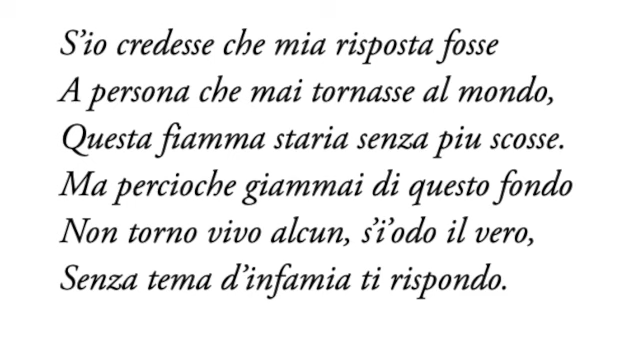 S’io credesse che mia risposta fosse
A persona che mai tornasse al mondo,
Questa fiamma staria senza piu scosse.
Ma percioche giammai di questo fondo
Non torno vivo alcun, s’i’odo il vero,
Senza tema d’infamia ti rispondo.